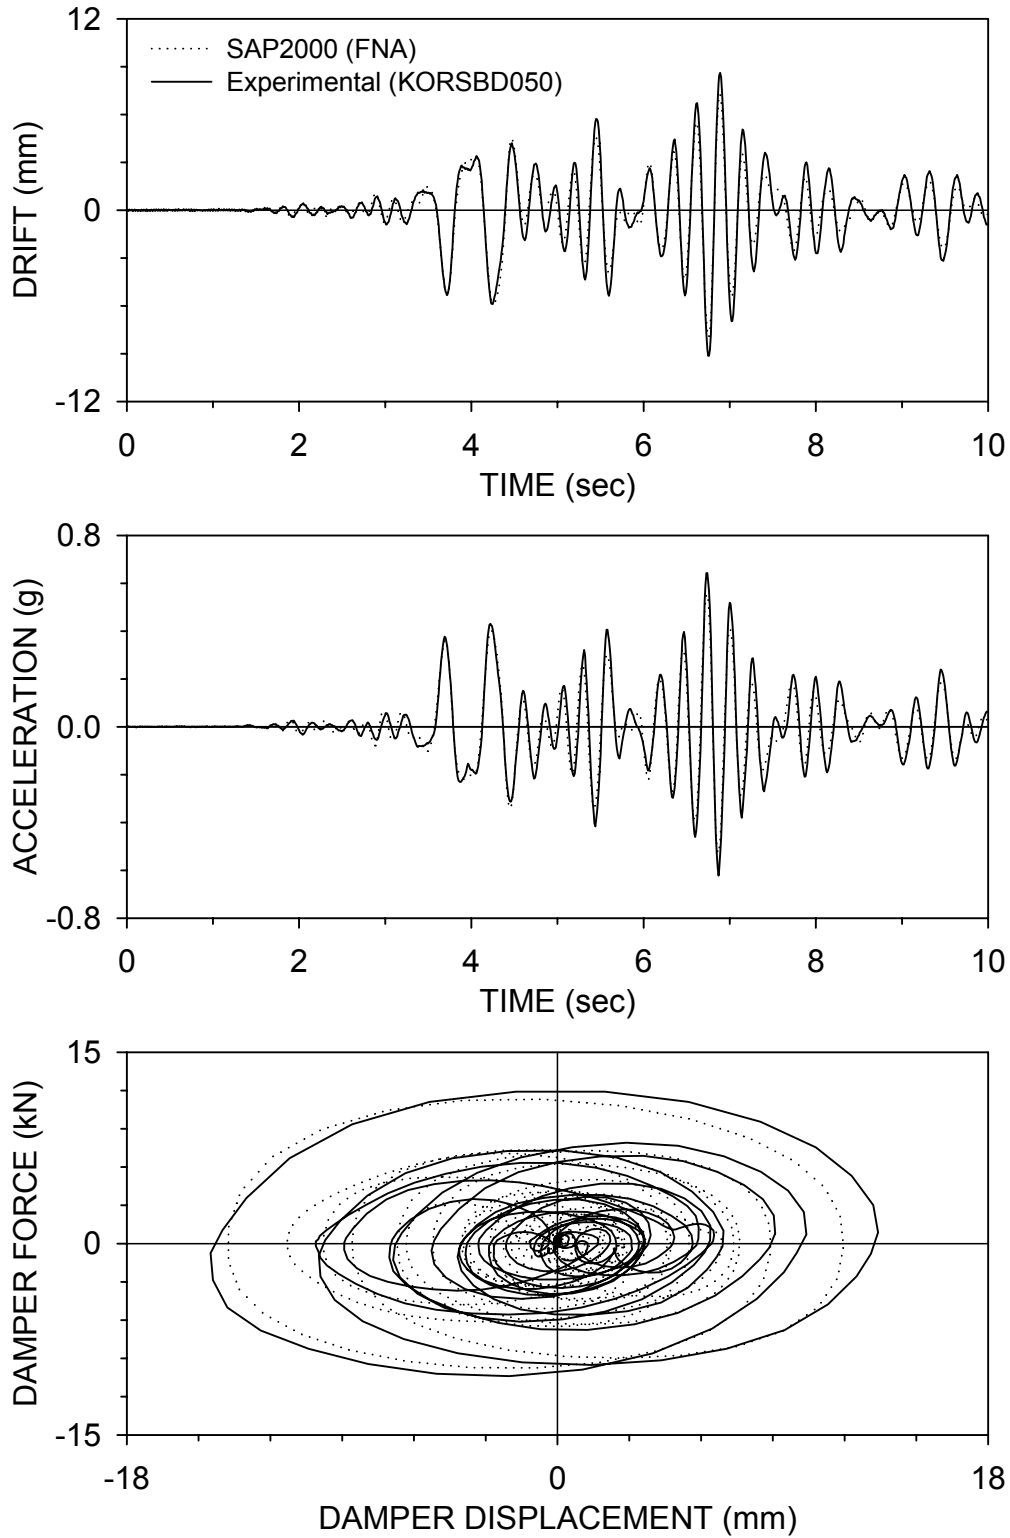 12
SAP2000 (FNA)
Experimental (KORSBD050)
DRIFT (mm)
0
-12
0 2 4 6 8 10
TIME (sec)
0.8
ACCELERATION (g)
0.0
-0.8
0 2 4 6 8 10
TIME (sec)
15
DAMPER FORCE (kN)
0
-15
-18 0 18
DAMPER DISPLACEMENT (mm)